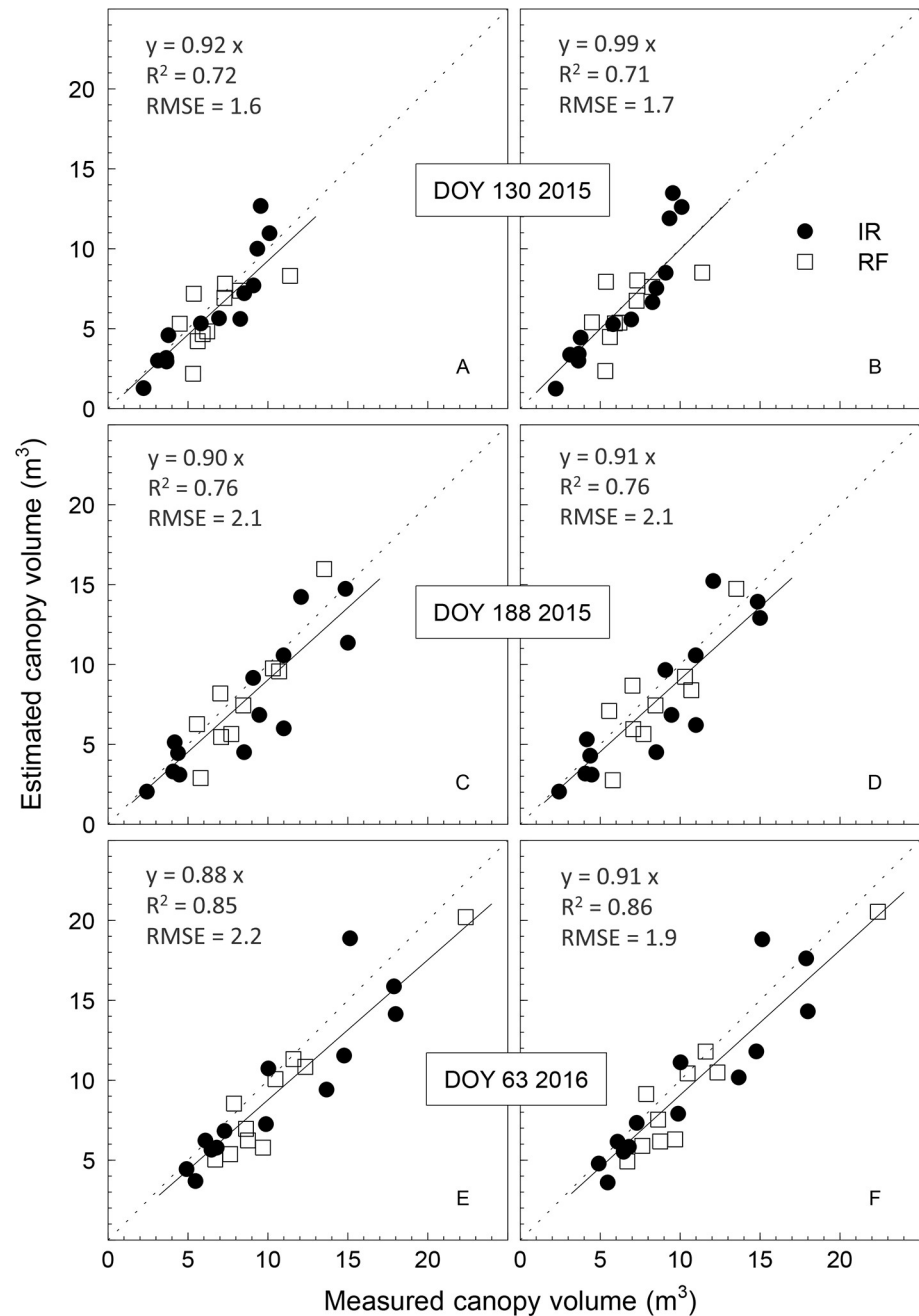 y = 0.92 x
R² = 0.72
RMSE = 1.6
y = 0.99 x
R² = 0.71
RMSE = 1.7
DOY 130 2015
IR
RF
A
B
20
15
10
5
0
y = 0.90 x
R² = 0.76
RMSE = 2.1
y = 0.91 x
R² = 0.76
RMSE = 2.1
DOY 188 2015
C
D
20
15
10
5
0
Estimated canopy volume (m³)
y = 0.88 x
R² = 0.85
RMSE = 2.2
y = 0.91 x
R² = 0.86
RMSE = 1.9
DOY 63 2016
E
F
20
15
10
5
0
0 5 10 15 20 0 5 10 15 20
Measured canopy volume (m³)